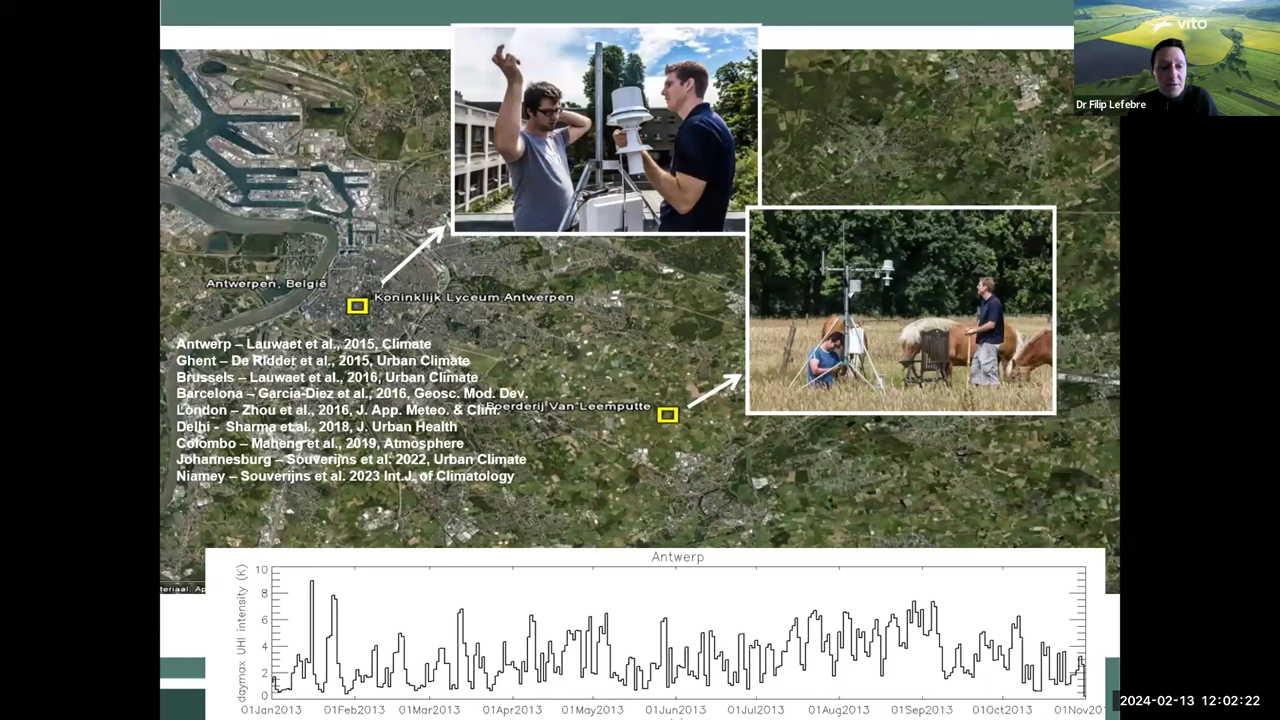 vito
Dr Filip Lefebre
Antwerpen, België
Koninklijk Lyceum Antwerpen
Antwerp – Lauwaet et al., 2015, Climate
Ghent – De Ridder et al., 2015, Urban Climate
Brussels – Lauwaet et al., 2016, Urban Climate
Barcelona – Garcia-Diez et al., 2016, Geosc. Mod. Dev.
London – Zhou et al., 2016, J. App. Meteo. & Clim.
Boerderij Van Leemputte
Delhi - Sharma et al., 2018, J. Urban Health
Colombo – Maheng et al., 2019, Atmosphere
Johannesburg – Souverijns et al. 2022, Urban Climate
Niamey – Souverijns et al. 2023 Int.J. of Climatology
Antwerp
daymax UHI intensity (K)
10
8
6
4
2
0
01Jan2013 01Feb2013 01Mar2013 01Apr2013 01May2013 01Jun2013 01Jul2013 01Aug2013 01Sep2013 01Oct2013 01Nov201
2024-02-13 12:02:22